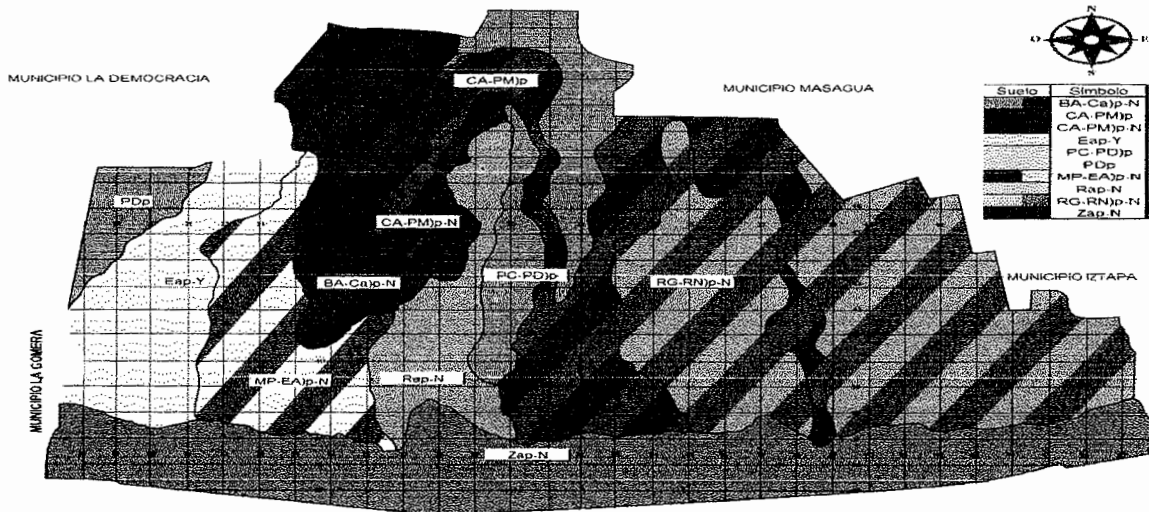 N
O
E
S
MUNICIPIO LA DEMOCRACIA
CA-PM)p
MUNICIPIO MASAGUA
Suelo Símbolo
BA-Ca)p-N
CA-PM)p
CA-PM)p-N
Eap-Y
PC-PD)p
PDp
MP-EA)p-N
Rap-N
RG-RN)p-N
Zap-N
PDp
CA-PM)p-N
Eap-Y
BA-Ca)p-N
PC-PD)p
RG-RN)p-N
MUNICIPIO IZTAPA
MUNICIPIO LA GOMERA
MP-EA)p-N
Rap-N
Zap-N